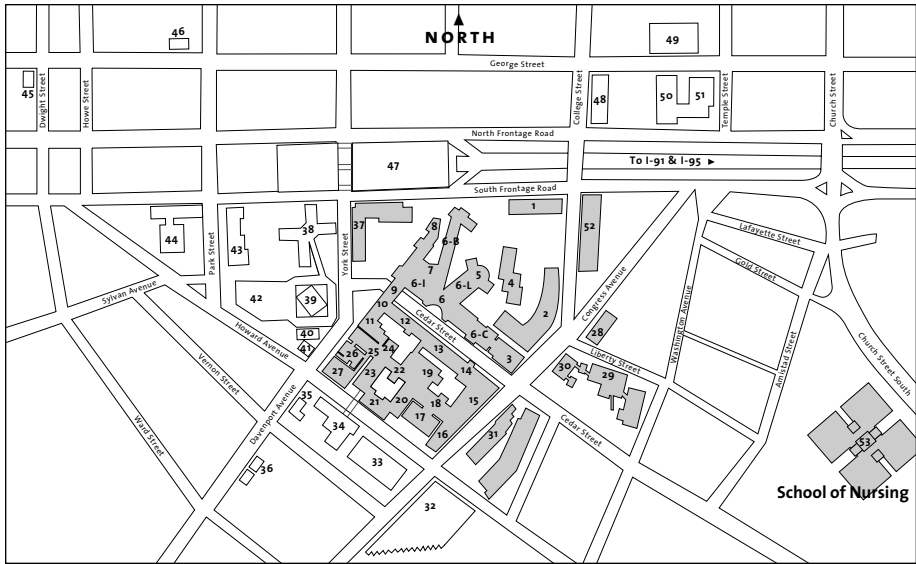 46
NORTH
49
George Street
45
Dwight Street
Howe Street
College Street
48
50
51
Temple Street
Church Street
North Frontage Road
47
To I-91 & I-95
South Frontage Road
1
44
Park Street
43
38
York Street
37
8
6-B
52
Lafayette Street
7
Gold Street
6-I
5
6-L
4
Sylvan Avenue
42
39
9
10
6
2
Congress Avenue
Washington Avenue
Howard Avenue
40
41
11
12
Cedar Street
6-C
28
Amistad Street
Church Street South
26
25
24
13
3
Liberty Street
Vernon Street
27
23
22
19
14
30
29
35
21
20
18
15
Davenport Avenue
34
17
16
31
Cedar Street
Ward Street
36
33
53
32
School of Nursing